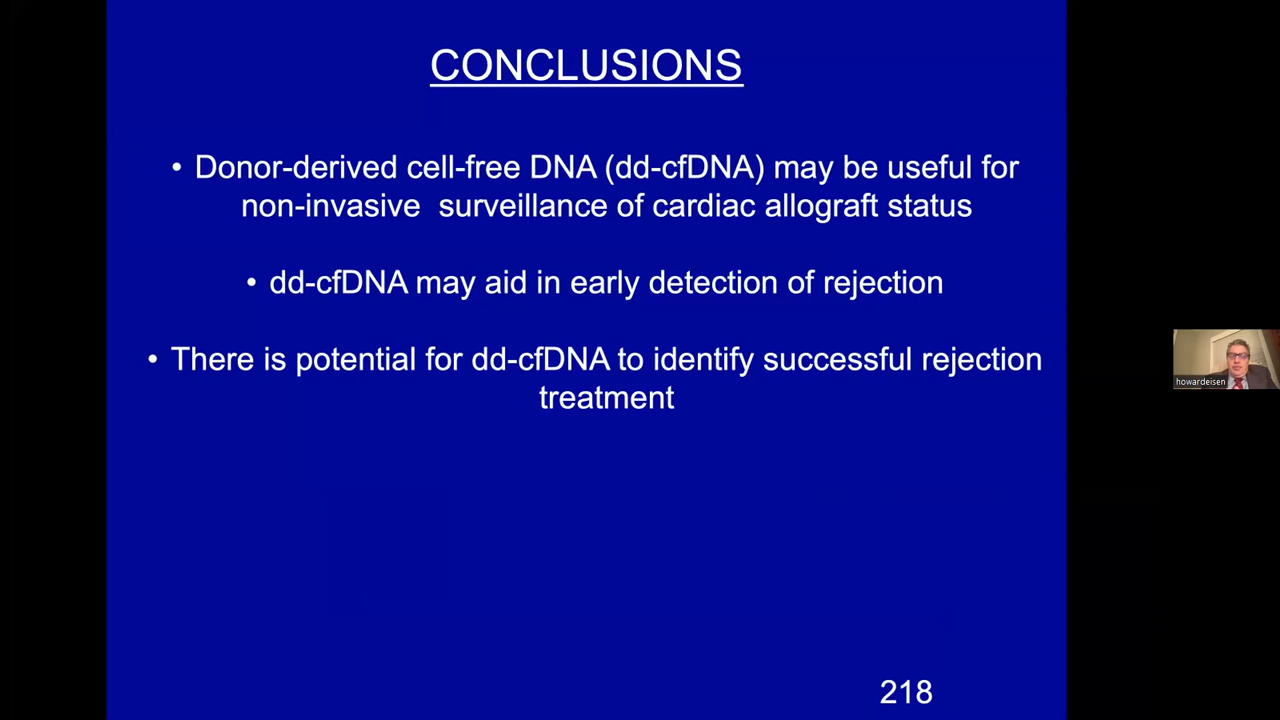 CONCLUSIONS
• Donor-derived cell-free DNA (dd-cfDNA) may be useful for
non-invasive  surveillance of cardiac allograft status
• dd-cfDNA may aid in early detection of rejection
• There is potential for dd-cfDNA to identify successful rejection
treatment
howardeisen
218